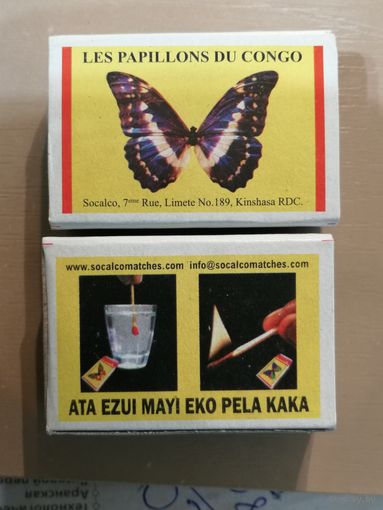 LES PAPILLONS DU CONGO
Socalco, 7ème Rue, Limete No.189, Kinshasa RDC.
www.socalcomatches.com info@socalcomatches.com
ATA EZUI MAYI EKO PELA KAKA
Аранская